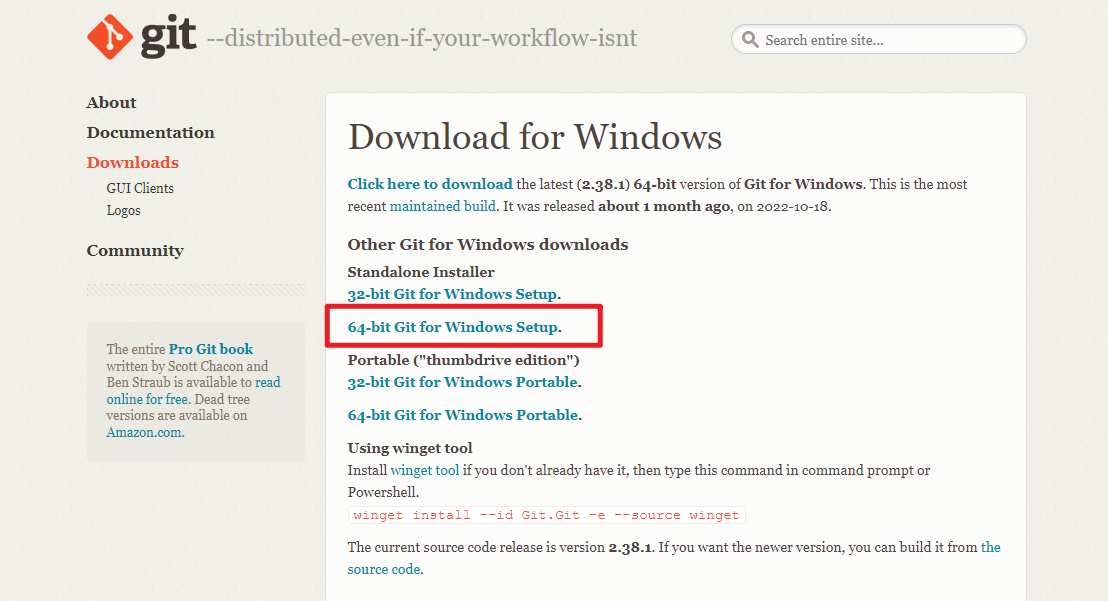 git --distributed-even-if-your-workflow-isnt
Search entire site...
About
Documentation
Downloads
GUI Clients
Logos
Community
The entire Pro Git book
written by Scott Chacon and
Ben Straub is available to read
online for free. Dead tree
versions are available on
Amazon.com.
Download for Windows
Click here to download the latest (2.38.1) 64-bit version of Git for Windows. This is the most
recent maintained build. It was released about 1 month ago, on 2022-10-18.
Other Git for Windows downloads
Standalone Installer
32-bit Git for Windows Setup.
64-bit Git for Windows Setup.
Portable ("thumbdrive edition")
32-bit Git for Windows Portable.
64-bit Git for Windows Portable.
Using winget tool
Install winget tool if you don't already have it, then type this command in command prompt or
Powershell.
winget install --id Git.Git -e --source winget
The current source code release is version 2.38.1. If you want the newer version, you can build it from the
source code.